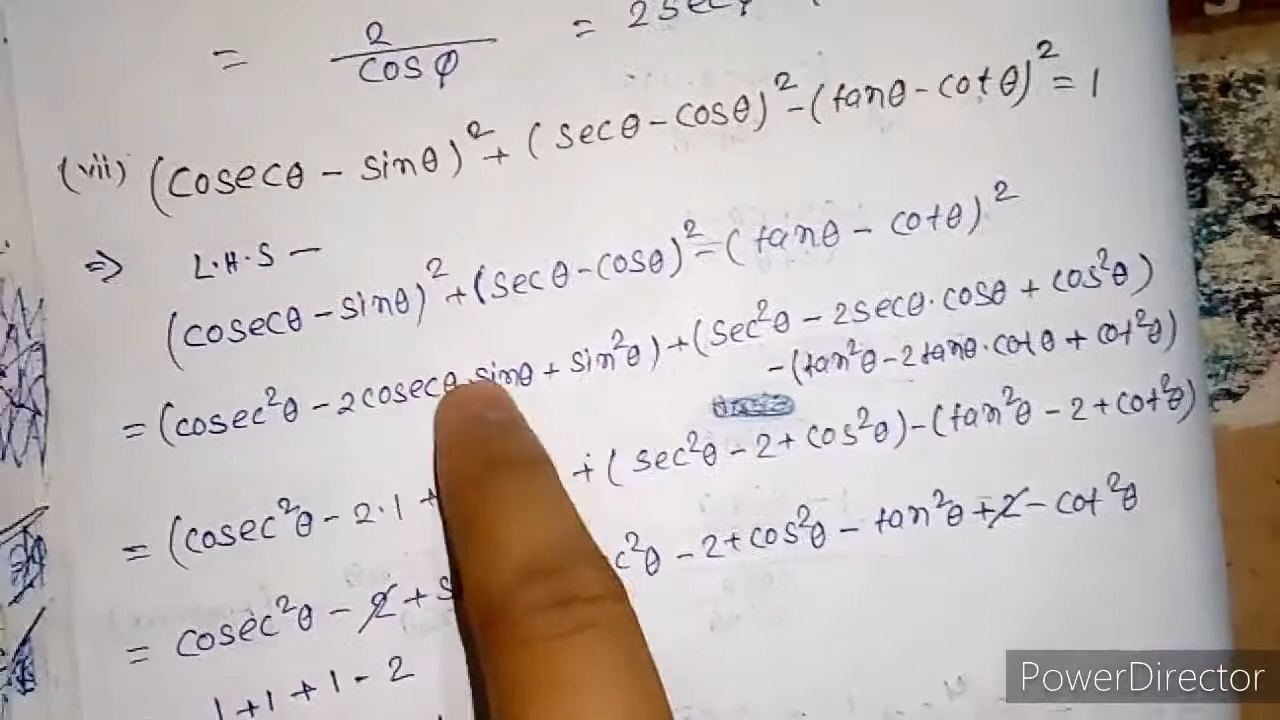 = 2/cosφ = 2sec
(vii) (cosecθ - sinθ)² + (secθ - cosθ)² - (tanθ - cotθ)² = 1
⇒ L.H.S —
(cosecθ - sinθ)² + (secθ - cosθ)² - (tanθ - cotθ)²
= (cosec²θ - 2cosecθ.sinθ + sin²θ) + (sec²θ - 2secθ.cosθ + cos²θ)
-(tan²θ - 2tanθ.cotθ + cot²θ)
= (cosec²θ - 2·1 + + (sec²θ - 2 + cos²θ) - (tan²θ - 2 + cot²θ)
= cosec²θ - 2 + s c²θ - 2 + cos²θ - tan²θ + 2 - cot²θ
1 + 1 + 1 - 2
PowerDirector